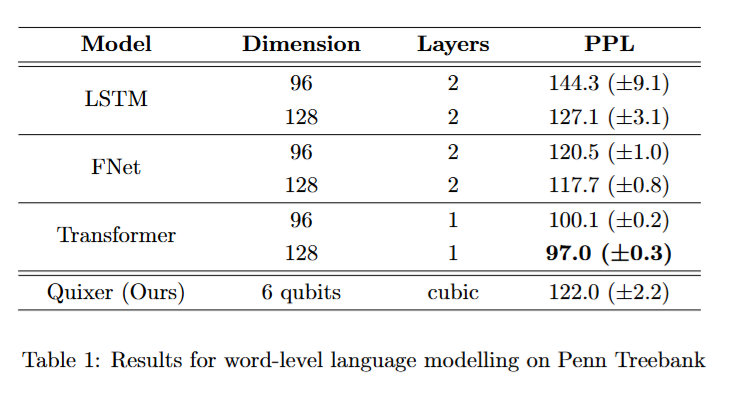 Model Dimension Layers PPL
LSTM 96 2 144.3 (±9.1)
128 2 127.1 (±3.1)
FNet 96 2 120.5 (±1.0)
128 2 117.7 (±0.8)
Transformer 96 1 100.1 (±0.2)
128 1 97.0 (±0.3)
Quixer (Ours) 6 qubits cubic 122.0 (±2.2)
Table 1: Results for word-level language modelling on Penn Treebank